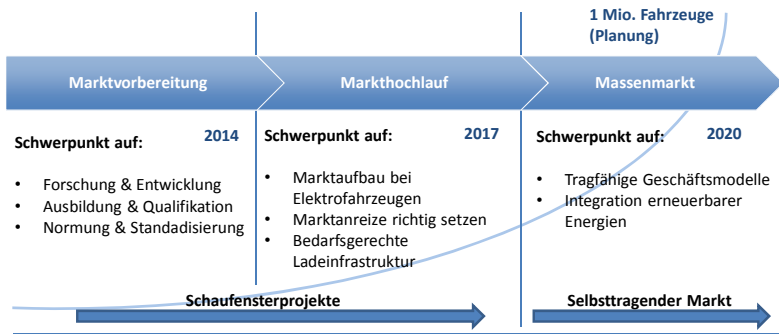 1 Mio. Fahrzeuge
(Planung)
Marktvorbereitung
Markthochlauf
Massenmarkt
Schwerpunkt auf:
2014
• Forschung & Entwicklung
• Ausbildung & Qualifikation
• Normung & Standadisierung
Schwerpunkt auf:
2017
• Marktaufbau bei
Elektrofahrzeugen
• Marktanreize richtig setzen
• Bedarfsgerechte
Ladeinfrastruktur
Schwerpunkt auf:
2020
• Tragfähige Geschäftsmodelle
• Integration erneuerbarer
Energien
Schaufensterprojekte
Selbsttragender Markt